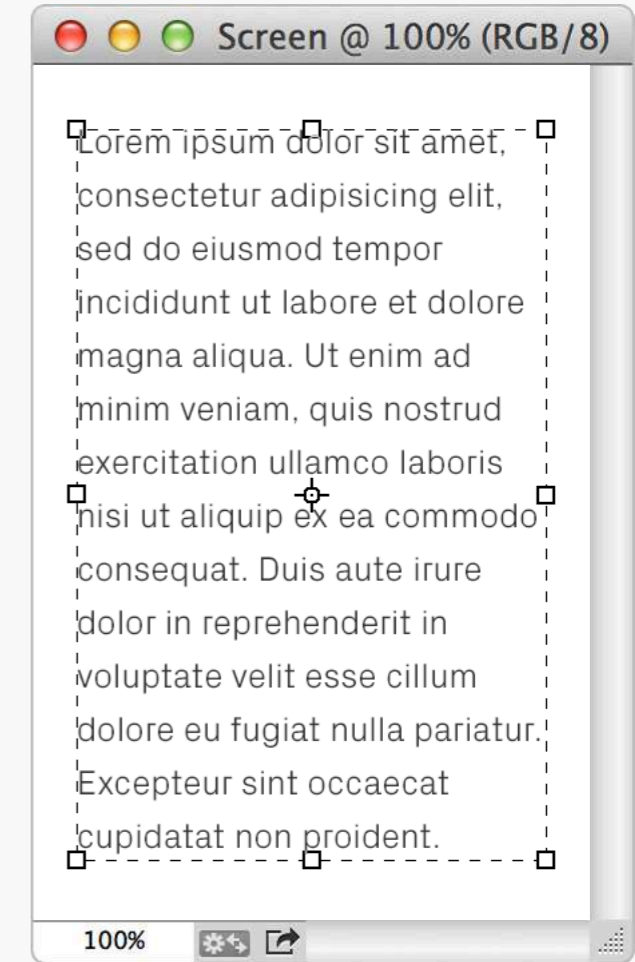 Screen @ 100% (RGB/8)
Lorem ipsum dolor sit amet,
consectetur adipisicing elit,
sed do eiusmod tempor
incididunt ut labore et dolore
magna aliqua. Ut enim ad
minim veniam, quis nostrud
exercitation ullamco laboris
nisi ut aliquip ex ea commodo
consequat. Duis aute irure
dolor in reprehenderit in
voluptate velit esse cillum
dolore eu fugiat nulla pariatur.
Excepteur sint occaecat
cupidatat non proident.
100%